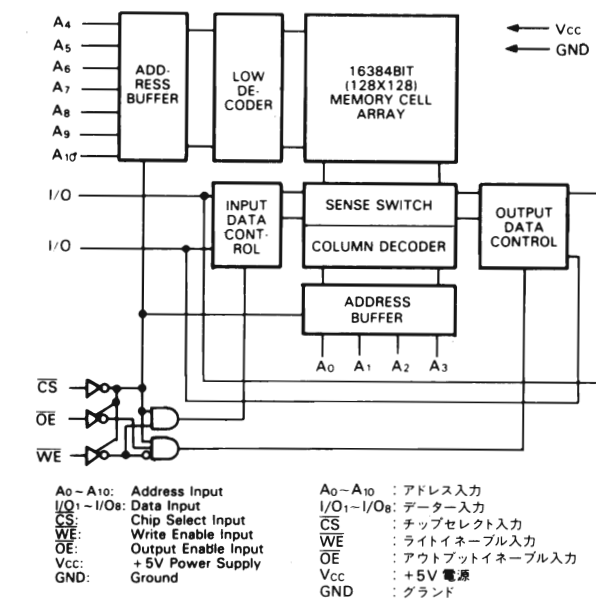 A4
A5
A6
A7
A8
A9
A10
ADD-
RESS
BUFFER
LOW
DE-
CODER
16384BIT
(128X128)
MEMORY CELL
ARRAY
Vcc
GND
I/O
I/O
INPUT
DATA
CONT-
ROL
SENSE SWITCH
COLUMN DECODER
OUTPUT
DATA
CONTROL
ADDRESS
BUFFER
A0 A1 A2 A3
CS
OE
WE
A0~A10: Address Input
I/O1~I/O8: Data Input
CS: Chip Select Input
WE: Write Enable Input
OE: Output Enable Input
Vcc: +5V Power Supply
GND: Ground
A0~A10 : アドレス入力
I/O1~I/O8: データー入力
CS : チップセレクト入力
WE : ライトイネーブル入力
OE : アウトプットイネーブル入力
Vcc : +5V 電源
GND : グランド